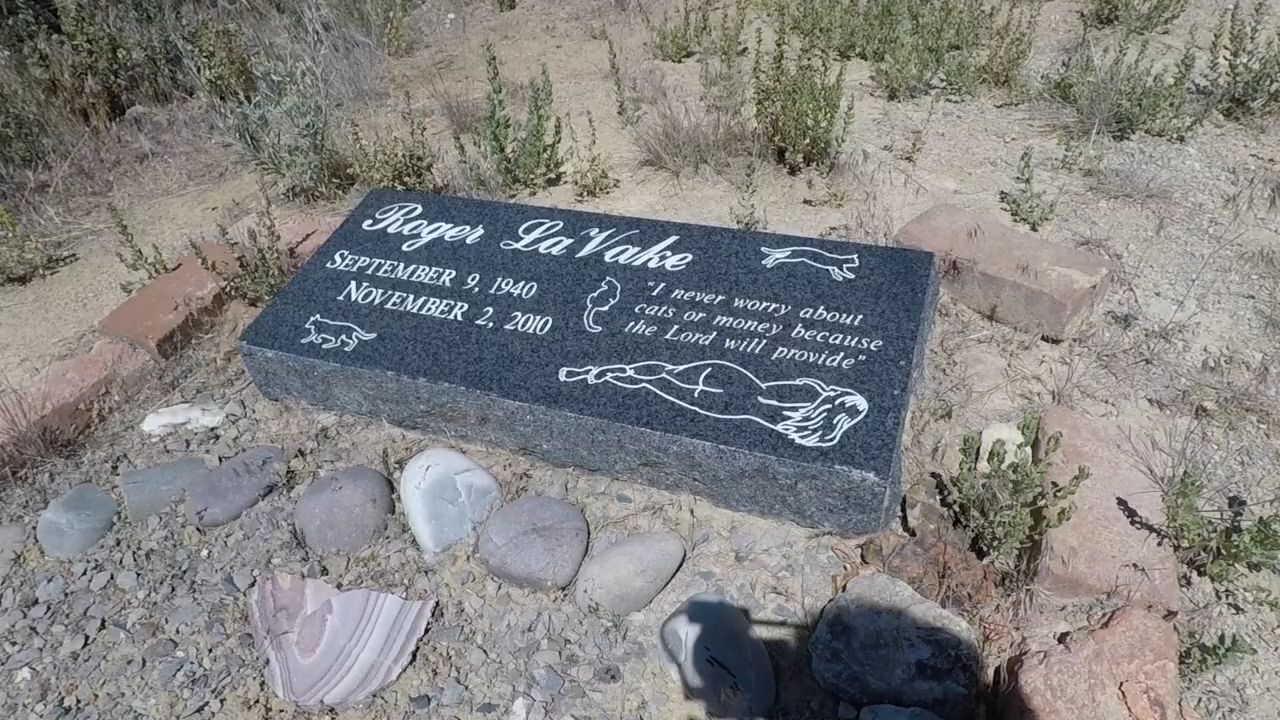 Roger LaVake
SEPTEMBER 9, 1940
NOVEMBER 2, 2010
"I never worry about
cats or money because
the Lord will provide"